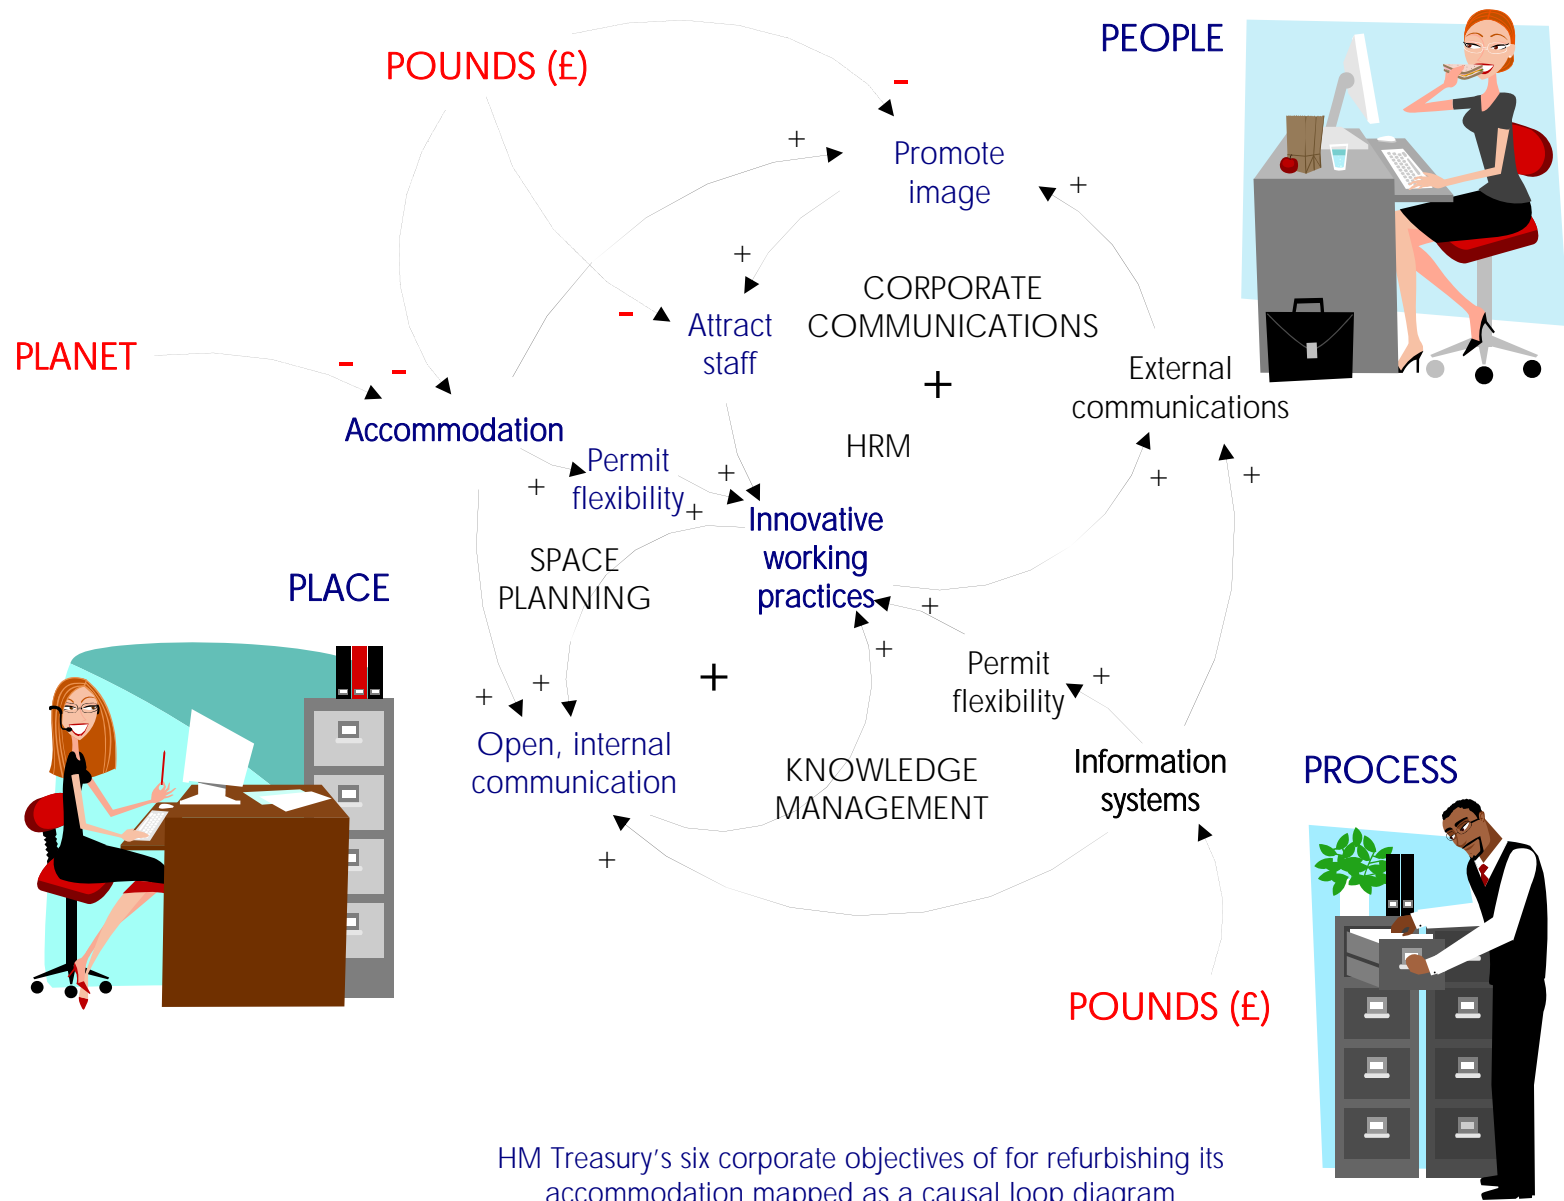 POUNDS (£)
PEOPLE
-
+
Promote
image
+
+
CORPORATE
COMMUNICATIONS
-
Attract
staff
PLANET
-
-
External
communications
+
Accommodation
HRM
Permit
flexibility
+
+
+
+
+
Innovative
working
practices
SPACE
PLANNING
PLACE
+
+
Permit
flexibility
+
+
+
+
Open, internal
communication
KNOWLEDGE
MANAGEMENT
Information
systems
PROCESS
+
POUNDS (£)
HM Treasury's six corporate objectives of for refurbishing its
accommodation mapped as a causal loop diagram